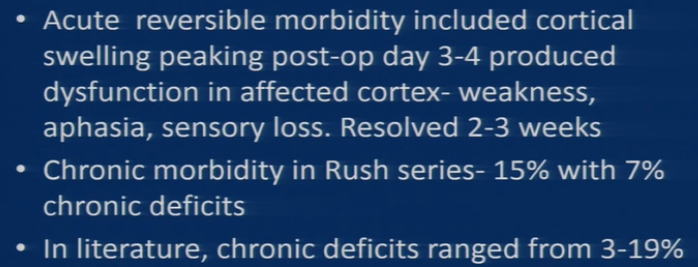 • Acute reversible morbidity included cortical
swelling peaking post-op day 3-4 produced
dysfunction in affected cortex- weakness,
aphasia, sensory loss. Resolved 2-3 weeks
• Chronic morbidity in Rush series- 15% with 7%
chronic deficits
• In literature, chronic deficits ranged from 3-19%